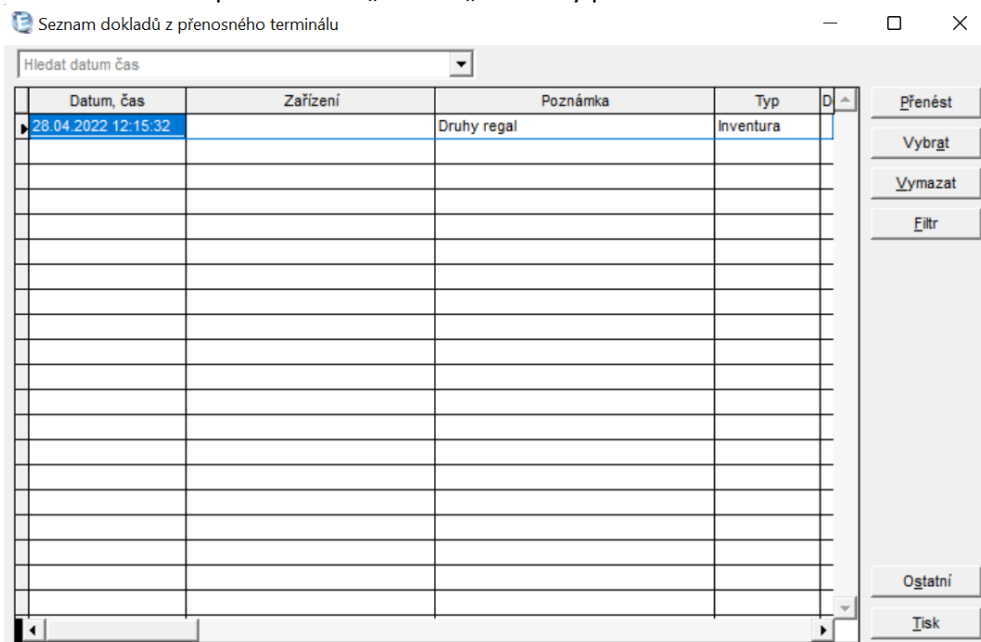 Seznam dokladů z přenosného terminálu
Hledat datum čas
Datum, čas Zařízení Poznámka Typ D
28.04.2022 12:15:32 Druhy regal Inventura
Přenést
Vybrat
Vymazat
Filtr
Ostatní
Tisk